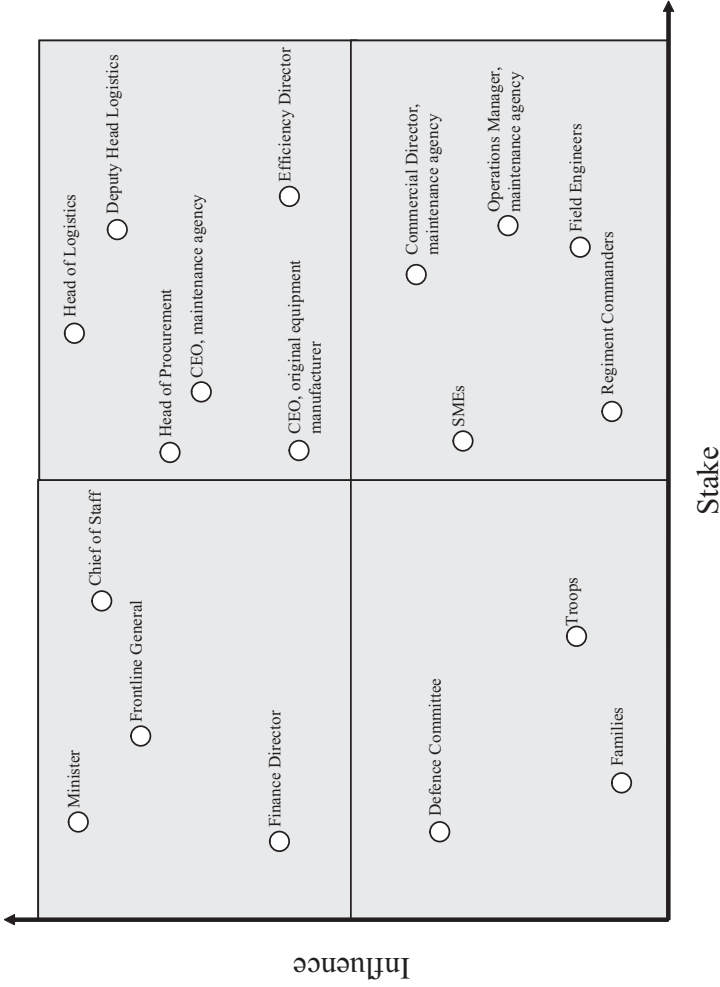 Influence
Minister
Head of Logistics
Chief of Staff
Deputy Head Logistics
Frontline General
Head of Procurement
CEO, maintenance agency
Finance Director
Efficiency Director
CEO, original equipment
manufacturer
Commercial Director,
maintenance agency
Defence Committee
SMEs
Operations Manager,
maintenance agency
Troops
Field Engineers
Regiment Commanders
Families
Stake